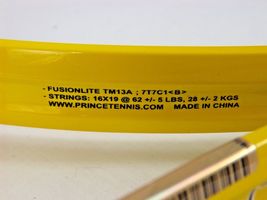 - FUSIONLITE TM13A ; 7T7C1<B>
- STRINGS: 16X19 @ 62 +/- 5 LBS, 28 +/- 2 KGS
WWW.PRINCETENNIS.COM MADE IN CHINA